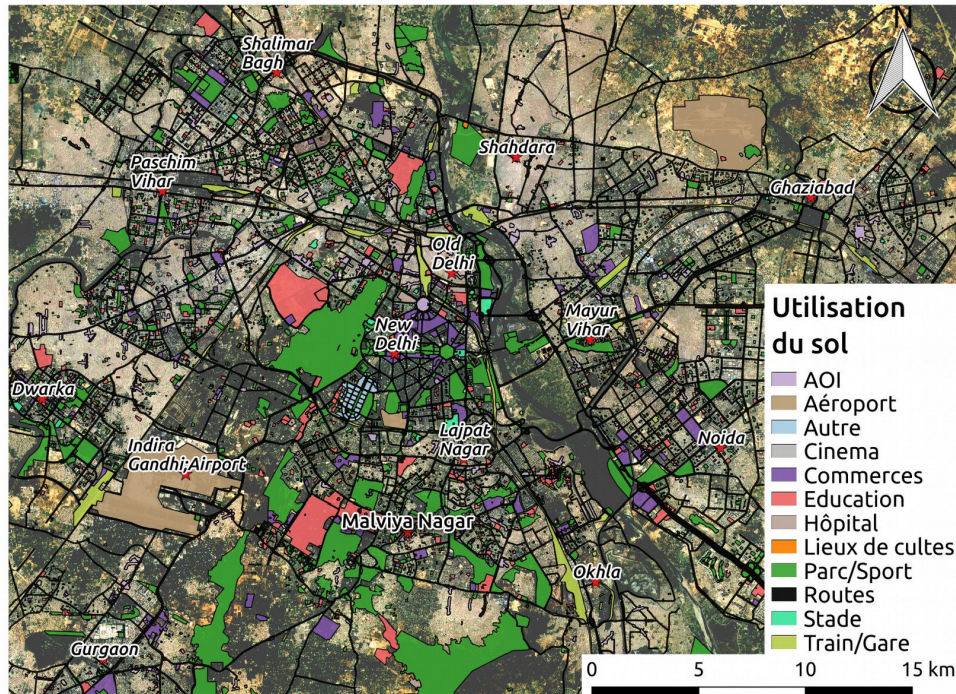 N
Shalimar
Bagh
Shahdara
Paschim
Vihar
Ghaziabad
Old
Delhi
New
Delhi
Mayur
Vihar
Dwarka
Indira
Gandhi Airport
Lajpat
Nagar
Noida
Malviya Nagar
Okhla
Gurgaon
Utilisation
du sol
AOI
Aéroport
Autre
Cinema
Commerces
Education
Hôpital
Lieux de cultes
Parc/Sport
Routes
Stade
Train/Gare
0 5 10 15 km